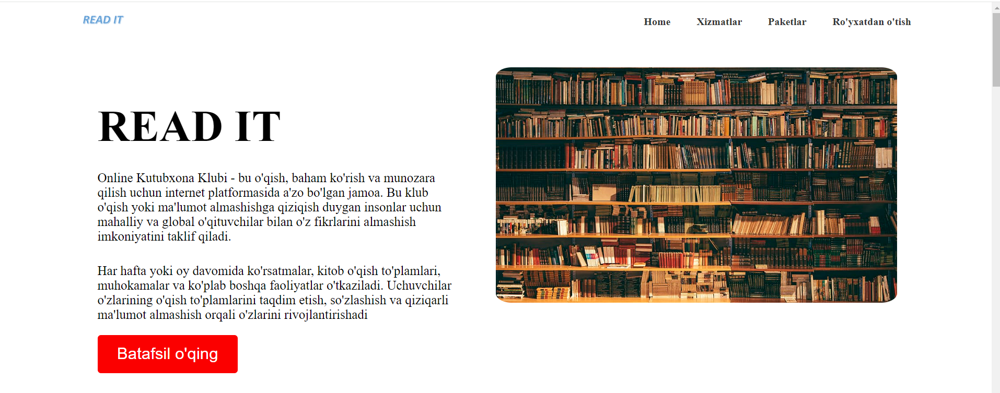 READ IT
Home
Xizmatlar
Paketlar
Ro'yxatdan o'tish
READ IT
Online Kutubxona Klubi - bu o'qish, baham ko'rish va munozara
qilish uchun internet platformasida a'zo bo'lgan jamoa. Bu klub
o'qish yoki ma'lumot almashishga qiziqish duygan insonlar uchun
mahalliy va global o'qituvchilar bilan o'z fikrlarini almashish
imkoniyatini taklif qiladi.
Har hafta yoki oy davomida ko'rsatmalar, kitob o'qish to'plamlari,
muhokamalar va ko'plab boshqa faoliyatlar o'tkaziladi. Uchuvchilar
o'zlarining o'qish to'plamlarini taqdim etish, so'zlashish va qiziqarli
ma'lumot almashish orqali o'zlarini rivojlantirishadi
Batafsil o'qing